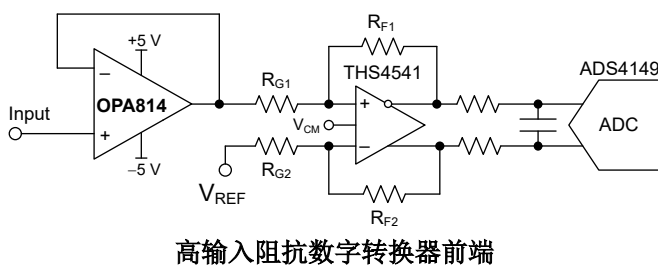 Input
−
+
+5 V
OPA814
−5 V
RG1
RF1
THS4541
+
VCM
−
VREF
RG2
RF2
ADS4149
ADC
高输入阻抗数字转换器前端